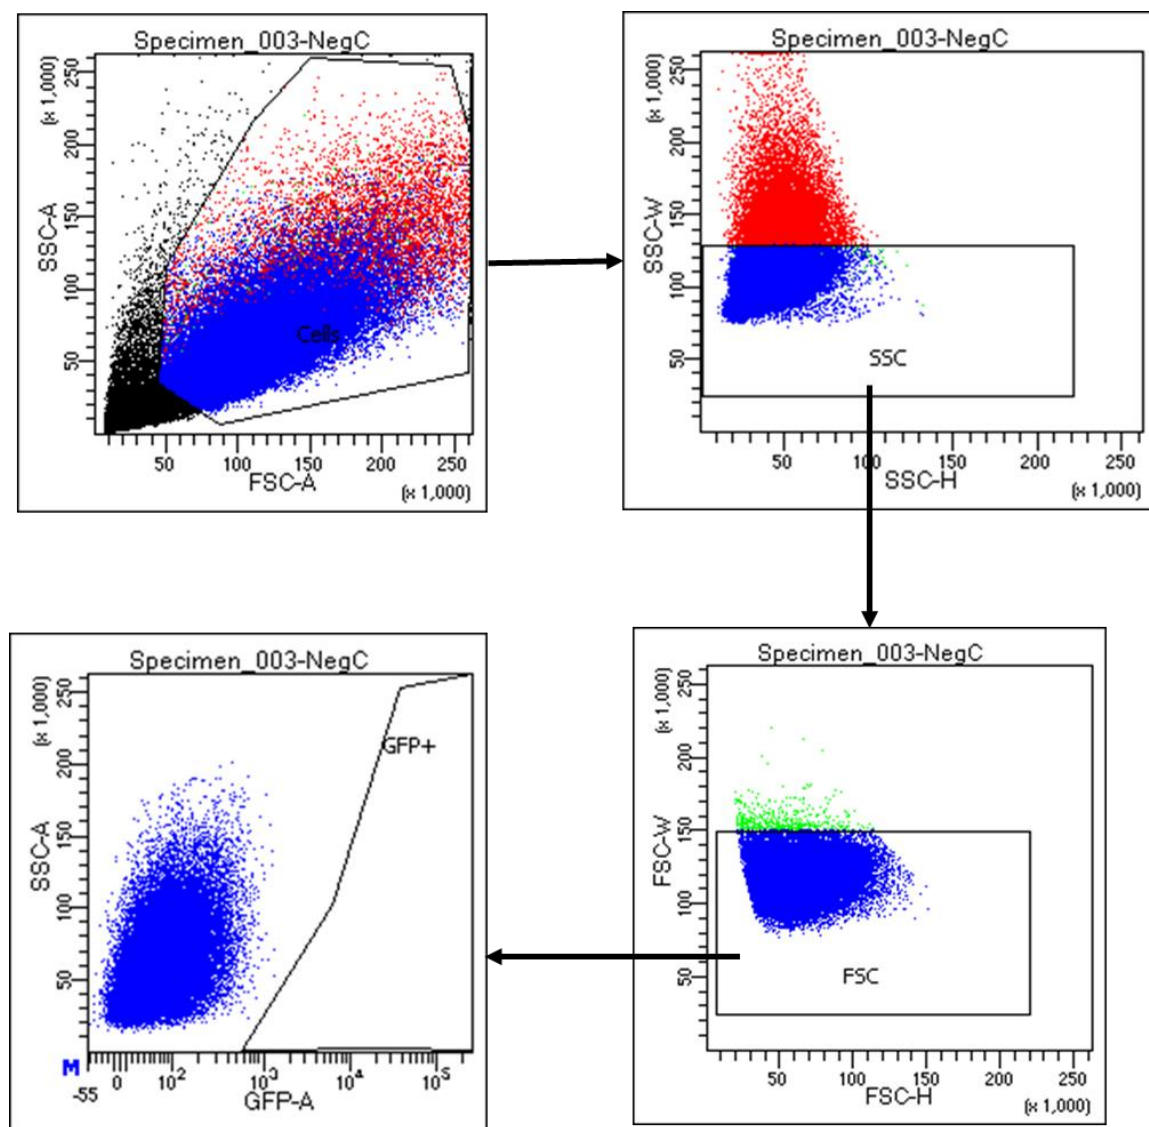 Specimen_003-NegC
(x 1,000)
250
200
150
100
50
SSC-A
Cells
50 100 150 200 250
FSC-A
(x 1,000)
Specimen_003-NegC
(x 1,000)
250
200
150
100
50
SSC-W
SSC
50 100 150 200 250
SSC-H
(x 1,000)
Specimen_003-NegC
(x 1,000)
250
200
150
100
50
SSC-A
GFP+
M
-55 0 10² 10³ 10⁴ 10⁵
GFP-A
Specimen_003-NegC
(x 1,000)
250
200
150
100
50
FSC-W
FSC
50 100 150 200 250
FSC-H
(x 1,000)